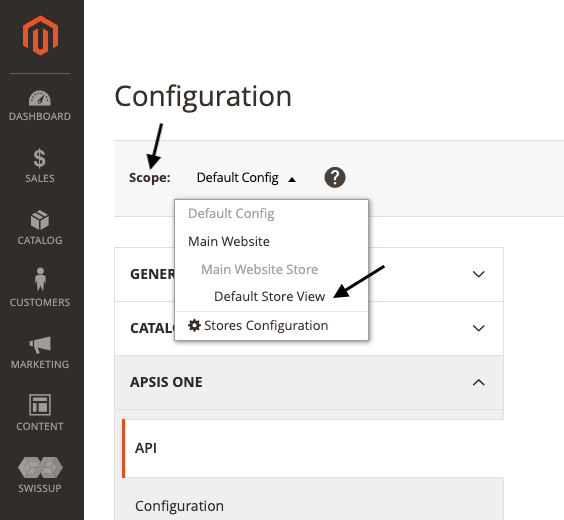 DASHBOARD
SALES
CATALOG
CUSTOMERS
MARKETING
CONTENT
SWISSUP
Configuration
Scope: Default Config
Default Config
Main Website
Main Website Store
Default Store View
Stores Configuration
GENER
CATALO
APSIS ONE
API
Configuration